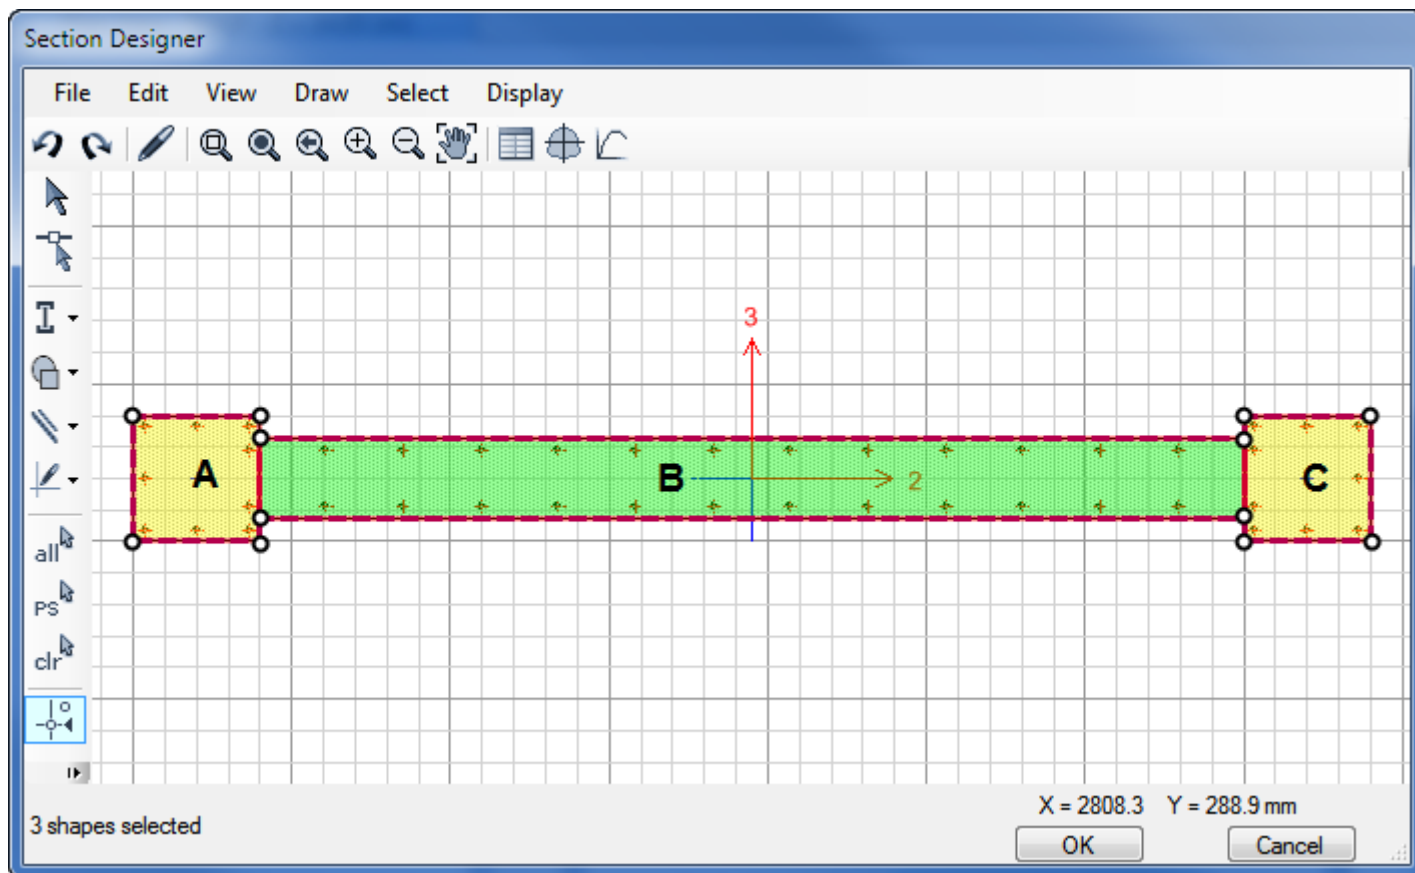 Section Designer
File Edit View Draw Select Display
3
A B 2 C
all
PS
clr
X = 2808.3 Y = 288.9 mm
3 shapes selected
OK Cancel